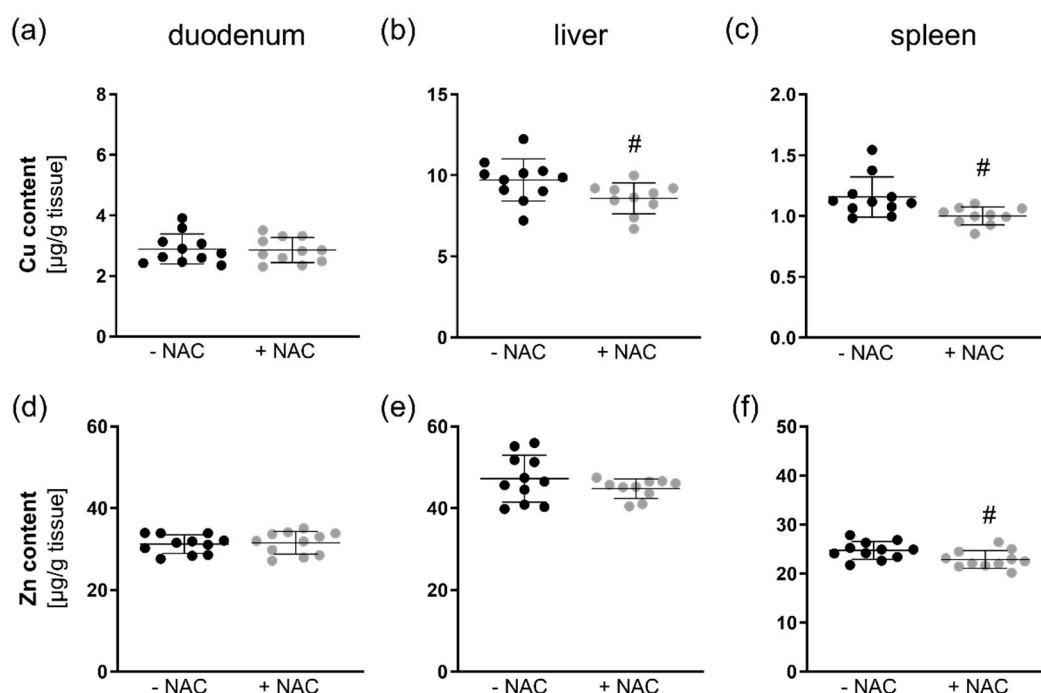 (a) duodenum
(b) liver
(c) spleen
Cu content
[µg/g tissue]
8
6
4
2
0
- NAC + NAC
15
10
5
0
#
- NAC + NAC
2.0
1.5
1.0
0.5
0.0
#
- NAC + NAC
(d)
(e)
(f)
Zn content
[µg/g tissue]
60
40
20
0
- NAC + NAC
60
40
20
0
- NAC + NAC
50
40
30
20
10
0
#
- NAC + NAC